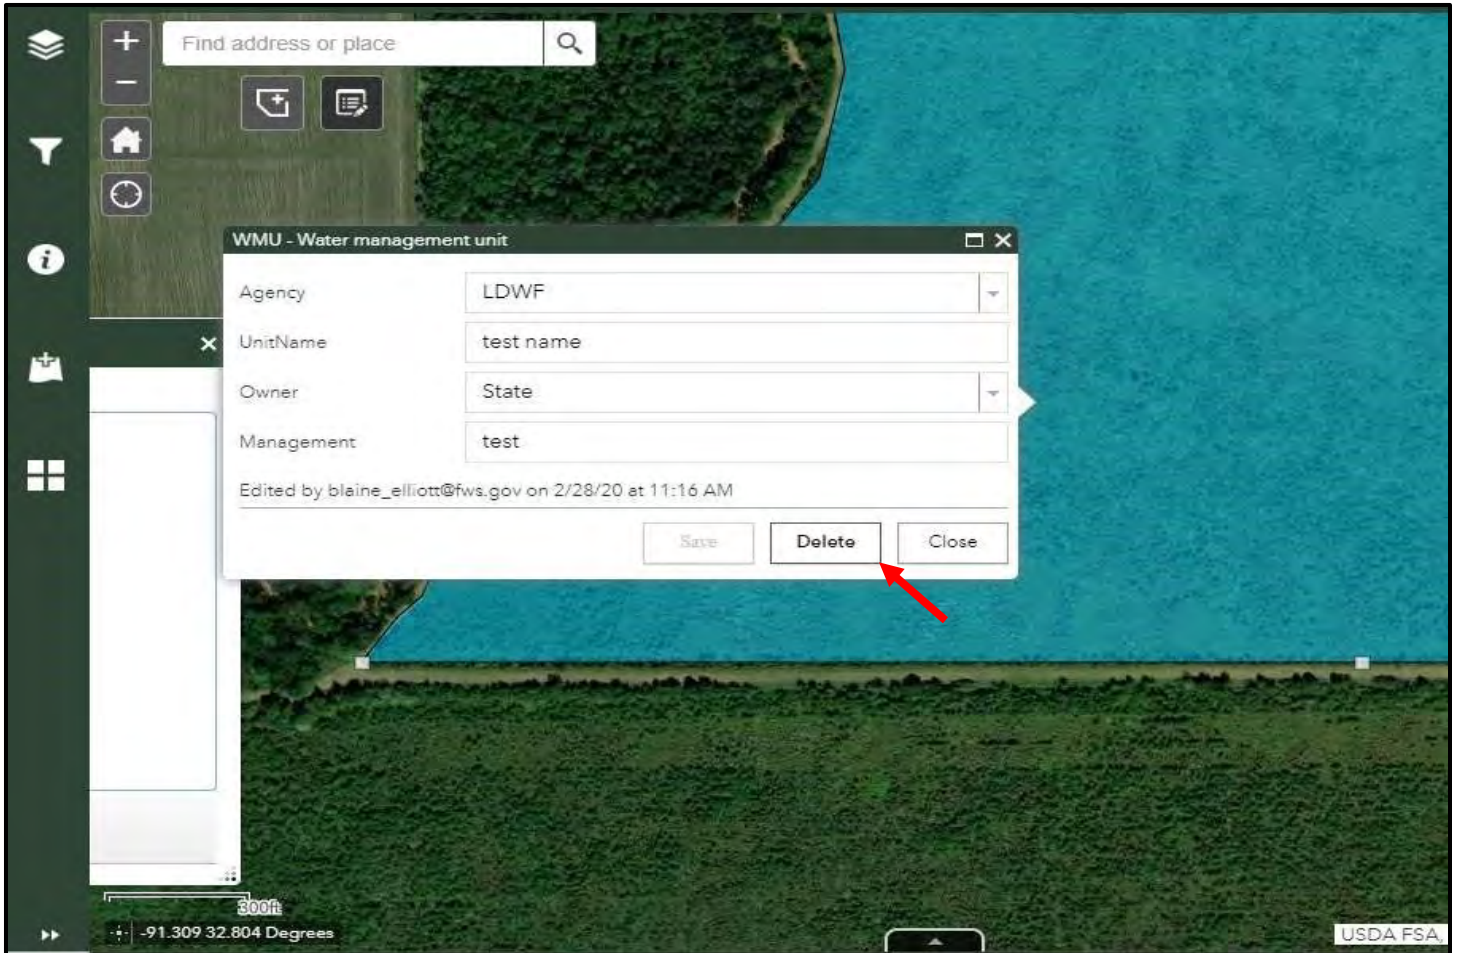 Find address or place
WMU - Water management unit
Agency LDWF
UnitName test name
Owner State
Management test
Edited by blaine_elliott@fws.gov on 2/28/20 at 11:16 AM
Save Delete Close
300ft
-91.309 32.804 Degrees
USDA FSA,